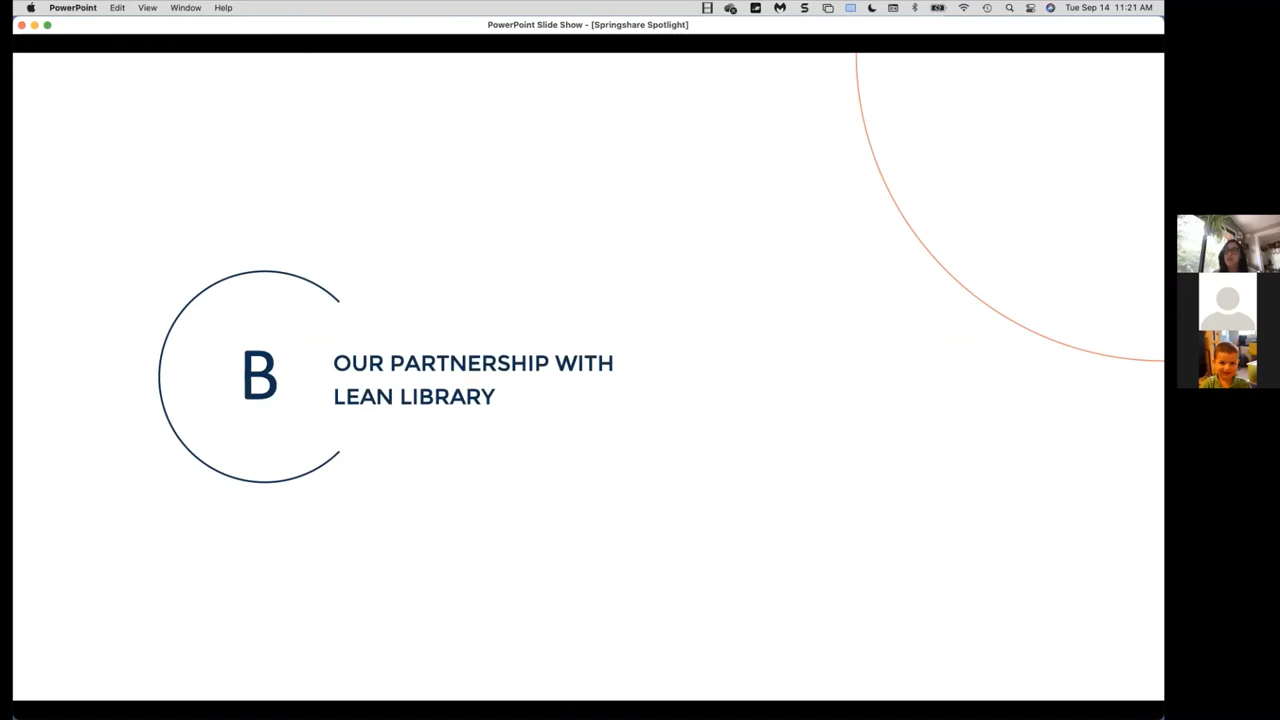 PowerPoint Edit View Window Help Tue Sep 14 11:21 AM
PowerPoint Slide Show - [Springshare Spotlight]
B
OUR PARTNERSHIP WITH
LEAN LIBRARY